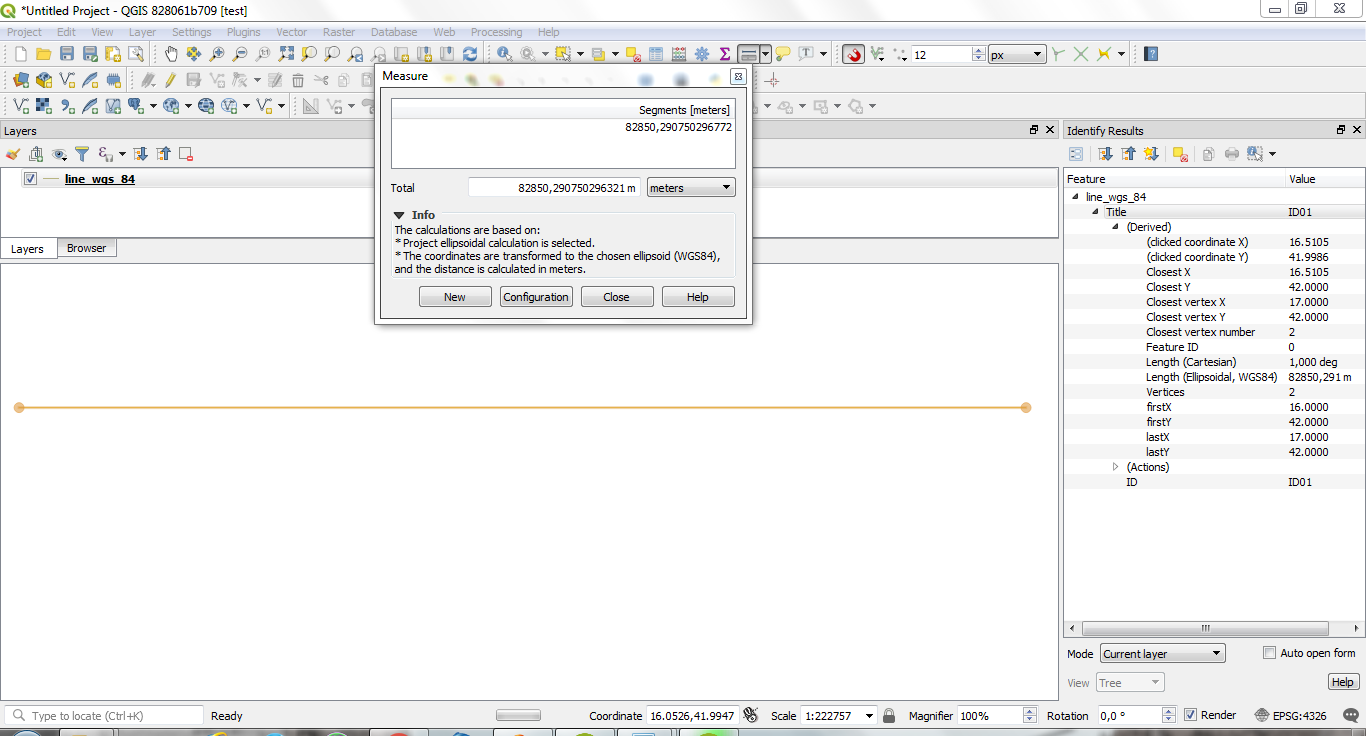 *Untitled Project - QGIS 828061b709 [test]
Project Edit View Layer Settings Plugins Vector Raster Database Web Processing Help
12 px
Measure
Segments [meters]
82850,290750296772
Total 82850,290750296321 m meters
Info
The calculations are based on:
* Project ellipsoidal calculation is selected.
* The coordinates are transformed to the chosen ellipsoid (WGS84),
and the distance is calculated in meters.
New Configuration Close Help
Layers
line_wgs_84
Layers Browser
Identify Results
Feature Value
line_wgs_84
Title ID01
(Derived)
(clicked coordinate X) 16.5105
(clicked coordinate Y) 41.9986
Closest X 16.5105
Closest Y 42.0000
Closest vertex X 17.0000
Closest vertex Y 42.0000
Closest vertex number 2
Feature ID 0
Length (Cartesian) 1,000 deg
Length (Ellipsoidal, WGS84) 82850,291 m
Vertices 2
firstX 16.0000
firstY 42.0000
lastX 17.0000
lastY 42.0000
(Actions)
ID ID01
Mode Current layer Auto open form
View Tree Help
Type to locate (Ctrl+K) Ready Coordinate 16.0526,41.9947 Scale 1:222757 Magnifier 100% Rotation 0,0 ° Render EPSG:4326